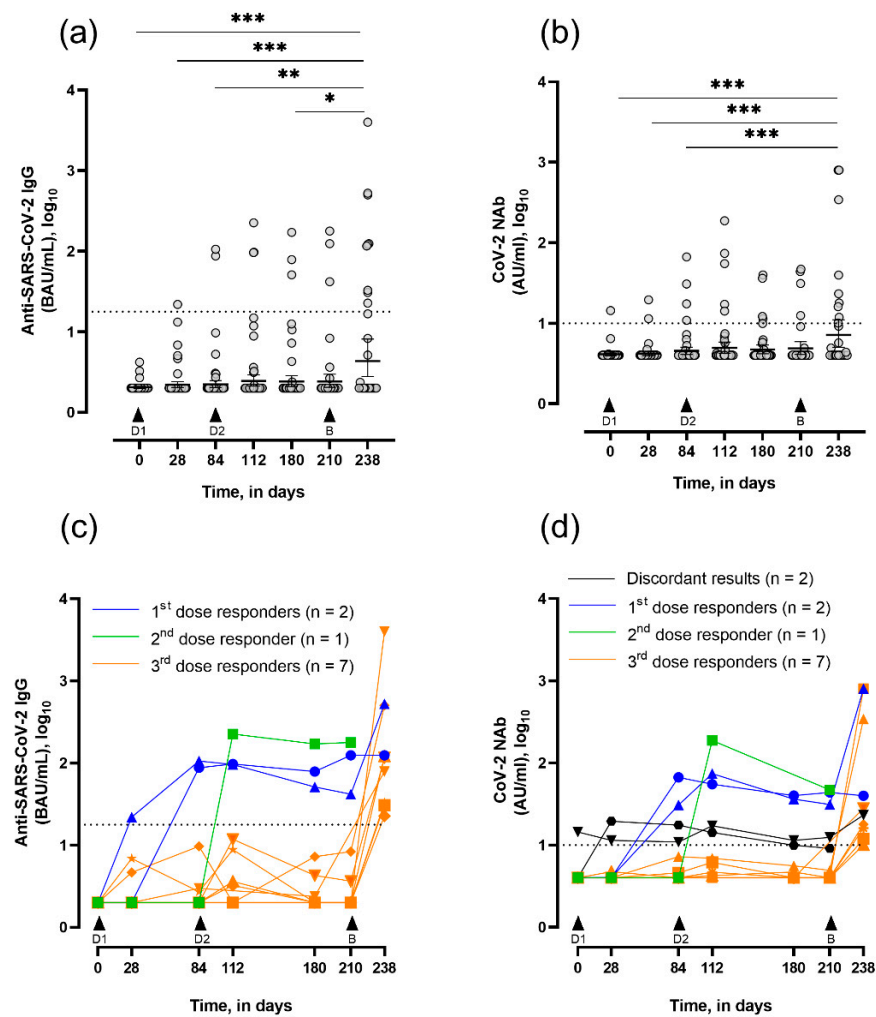 (a)
***
***
**
*
Anti-SARS-CoV-2 IgG
(BAU/mL), log10
4
3
2
1
0
D1
D2
B
0 28 84 112 180 210 238
Time, in days
(b)
***
***
***
CoV-2 NAb
(AU/ml), log10
4
3
2
1
0
D1
D2
B
0 28 84 112 180 210 238
Time, in days
(c)
1st dose responders (n = 2)
2nd dose responder (n = 1)
3rd dose responders (n = 7)
Anti-SARS-CoV-2 IgG
(BAU/mL), log10
4
3
2
1
0
D1
D2
B
0 28 84 112 180 210 238
Time, in days
(d)
Discordant results (n = 2)
1st dose responders (n = 2)
2nd dose responder (n = 1)
3rd dose responders (n = 7)
CoV-2 NAb
(AU/ml), log10
4
3
2
1
0
D1
D2
B
0 28 84 112 180 210 238
Time, in days